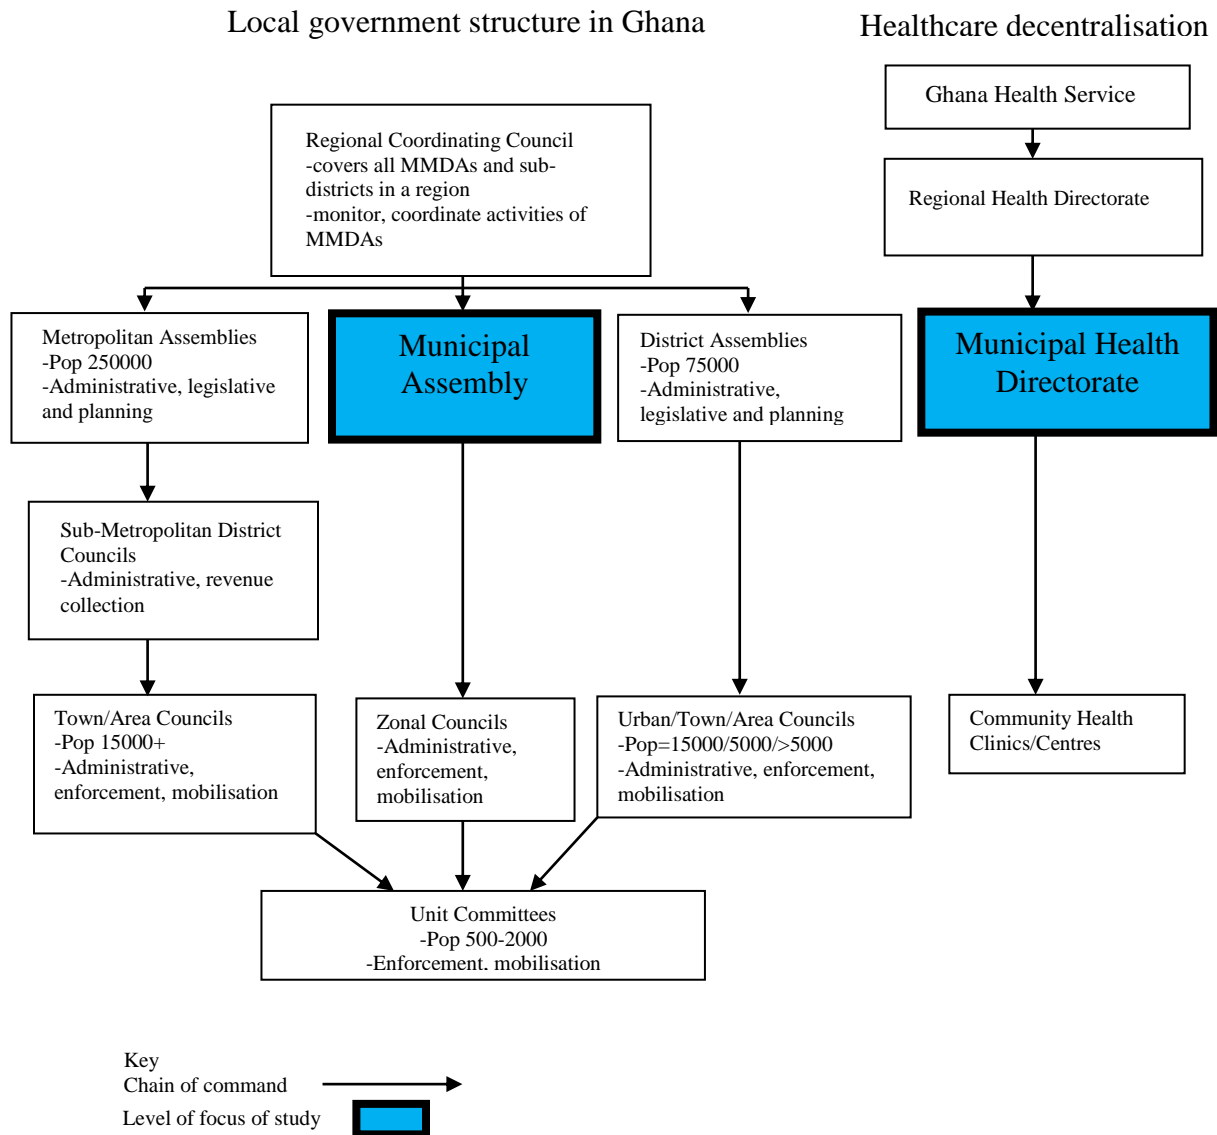 Local government structure in Ghana
Healthcare decentralisation
Ghana Health Service
Regional Coordinating Council
-covers all MMDAs and sub-
districts in a region
-monitor, coordinate activities of
MMDAs
Regional Health Directorate
Metropolitan Assemblies
-Pop 250000
-Administrative, legislative
and planning
Municipal
Assembly
District Assemblies
-Pop 75000
-Administrative,
legislative and planning
Municipal Health
Directorate
Sub-Metropolitan District
Councils
-Administrative, revenue
collection
Town/Area Councils
-Pop 15000+
-Administrative,
enforcement, mobilisation
Zonal Councils
-Administrative,
enforcement,
mobilisation
Urban/Town/Area Councils
-Pop=15000/5000/>5000
-Administrative, enforcement,
mobilisation
Community Health
Clinics/Centres
Unit Committees
-Pop 500-2000
-Enforcement, mobilisation
Key
Chain of command
Level of focus of study